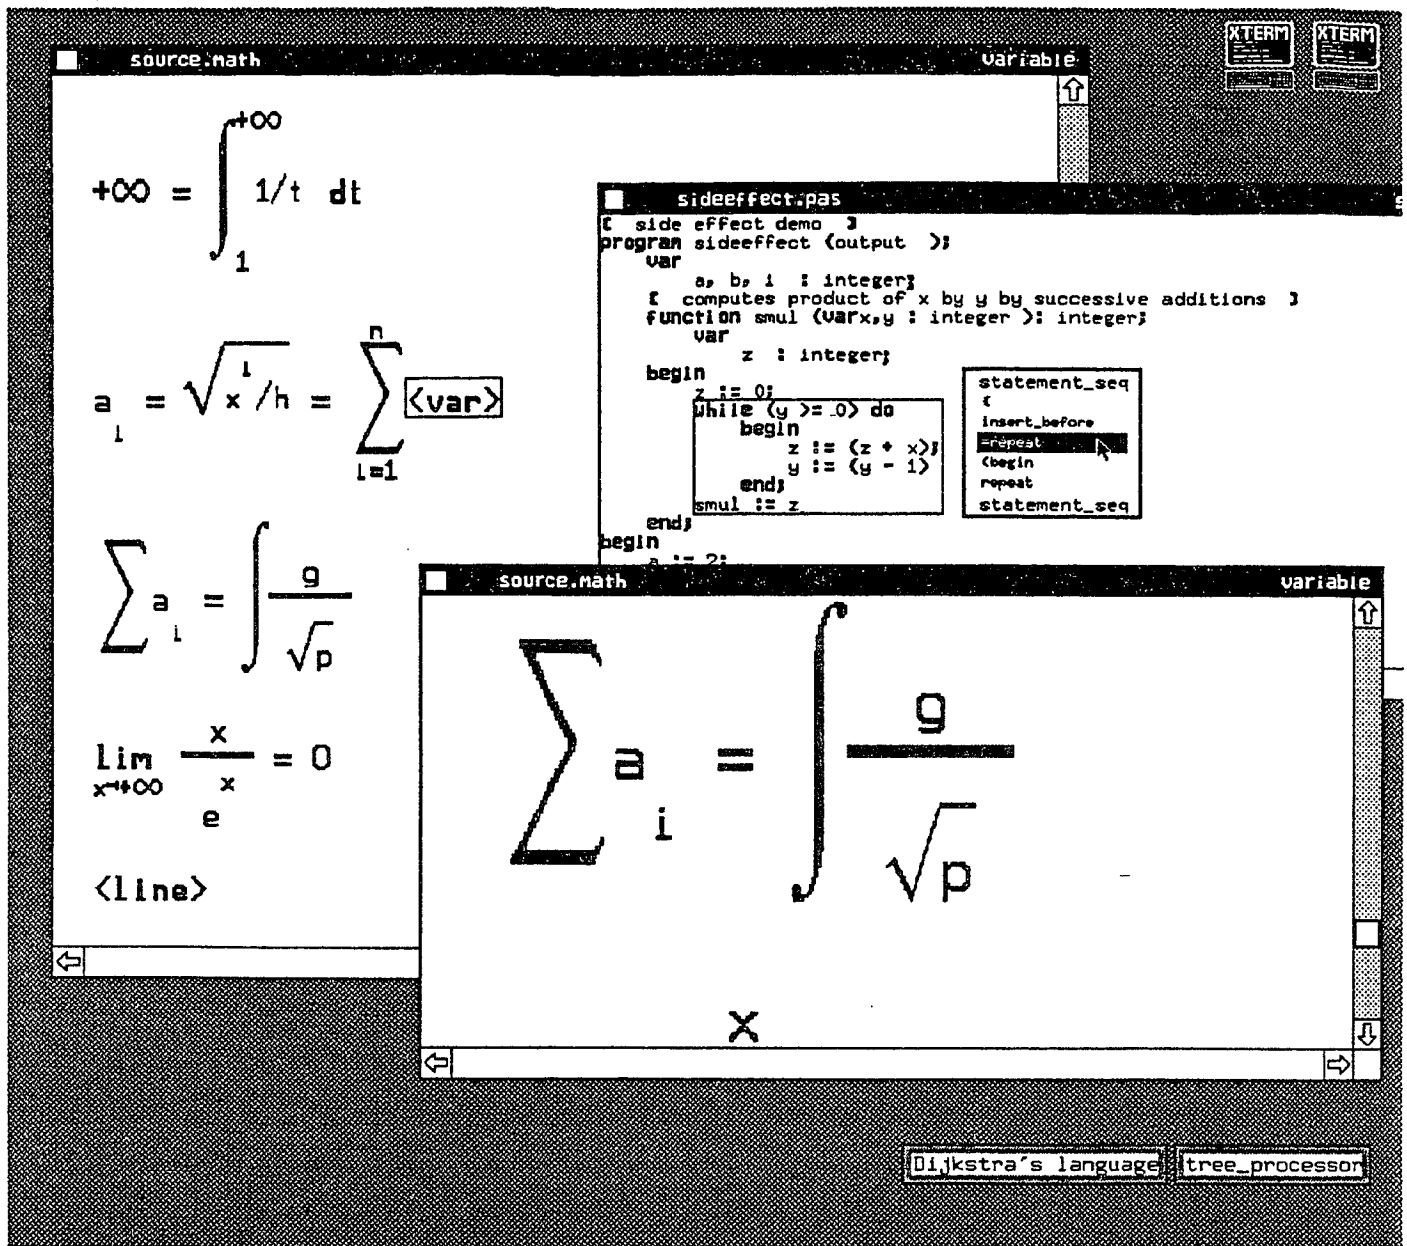 source.math variable
XTERM XTERM
+∞
+∞ = ∫ 1/t dt
1
n
a = √ x i /h = ∑ <var>
i i=1
∑ a i = ∫ g
√p
lim x = 0
x→+∞ e x
<line>
sideeffect.pas
{ side effect demo }
program sideeffect (output );
var
a, b, i : integer;
{ computes product of x by y by successive additions }
function smul (varx,y : integer ): integer;
var
z : integer;
begin
z := 0;
while (y >= 0) do
begin
z := (z + x);
y := (y - 1)
end;
smul := z
end;
begin
a := 2;
statement_seq
{
insert_before
=repeat
(begin
repeat
statement_seq
source.math variable
∑ a i = ∫ g
√p
x
Dijkstra's language tree_processor